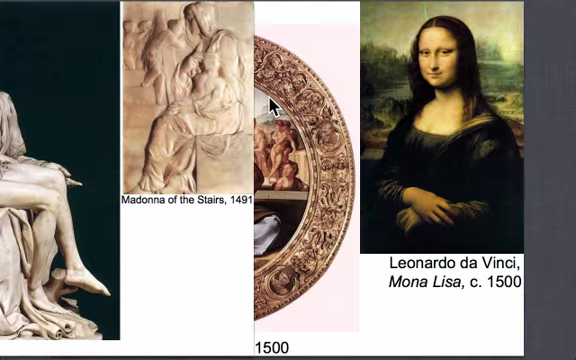 Madonna of the Stairs, 1491
Leonardo da Vinci,
Mona Lisa, c. 1500
1500